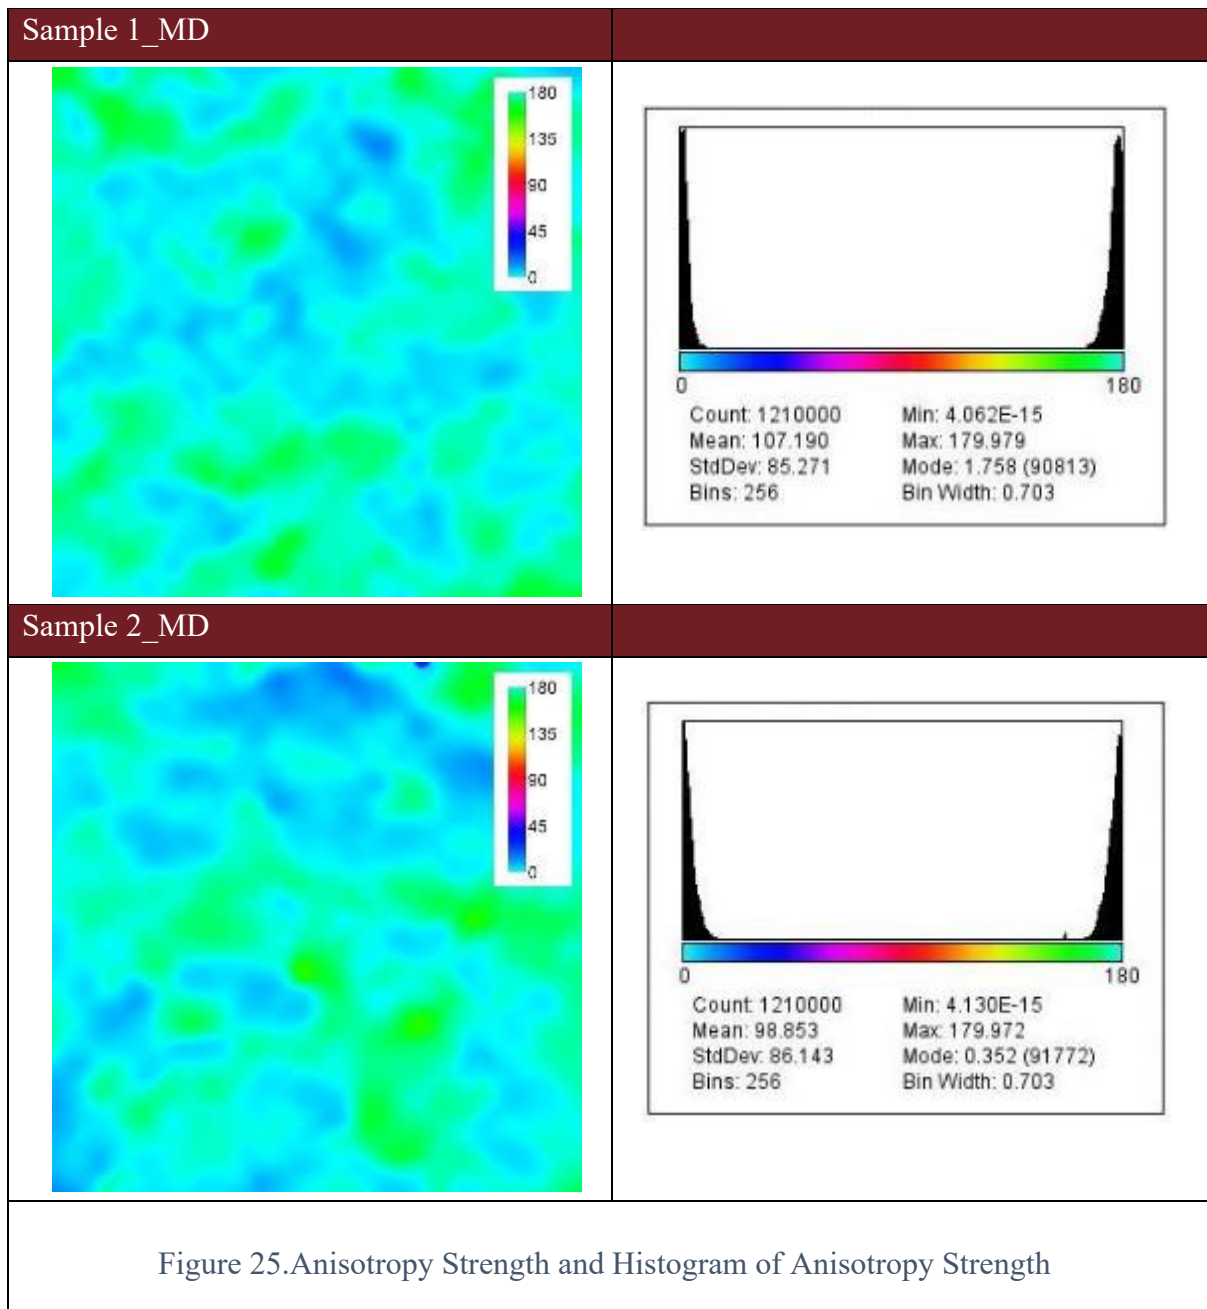 Sample 1_MD
180
135
90
45
0
0 180
Count: 1210000 Min: 4.062E-15
Mean: 107.190 Max: 179.979
StdDev: 85.271 Mode: 1.758 (90813)
Bins: 256 Bin Width: 0.703
Sample 2_MD
180
135
90
45
0
0 180
Count: 1210000 Min: 4.130E-15
Mean: 98.853 Max: 179.972
StdDev: 86.143 Mode: 0.352 (91772)
Bins: 256 Bin Width: 0.703
Figure 25.Anisotropy Strength and Histogram of Anisotropy Strength